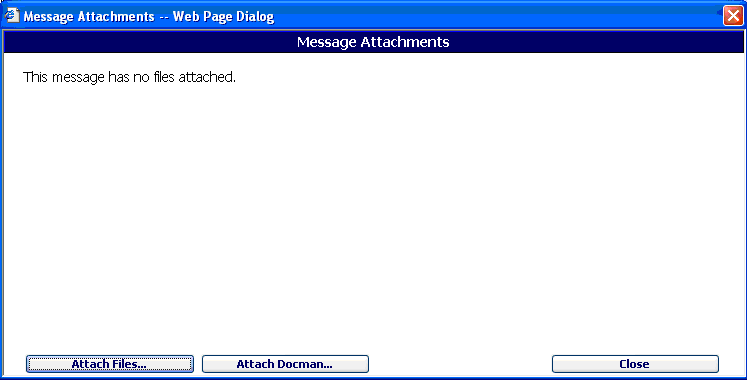 Message Attachments -- Web Page Dialog
Message Attachments
This message has no files attached.
Attach Files...
Attach Docman...
Close